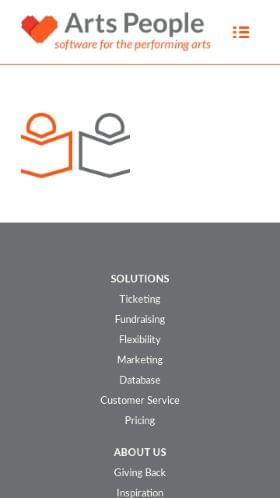 Arts People
software for the performing arts
SOLUTIONS
Ticketing
Fundraising
Flexibility
Marketing
Database
Customer Service
Pricing
ABOUT US
Giving Back
Inspiration